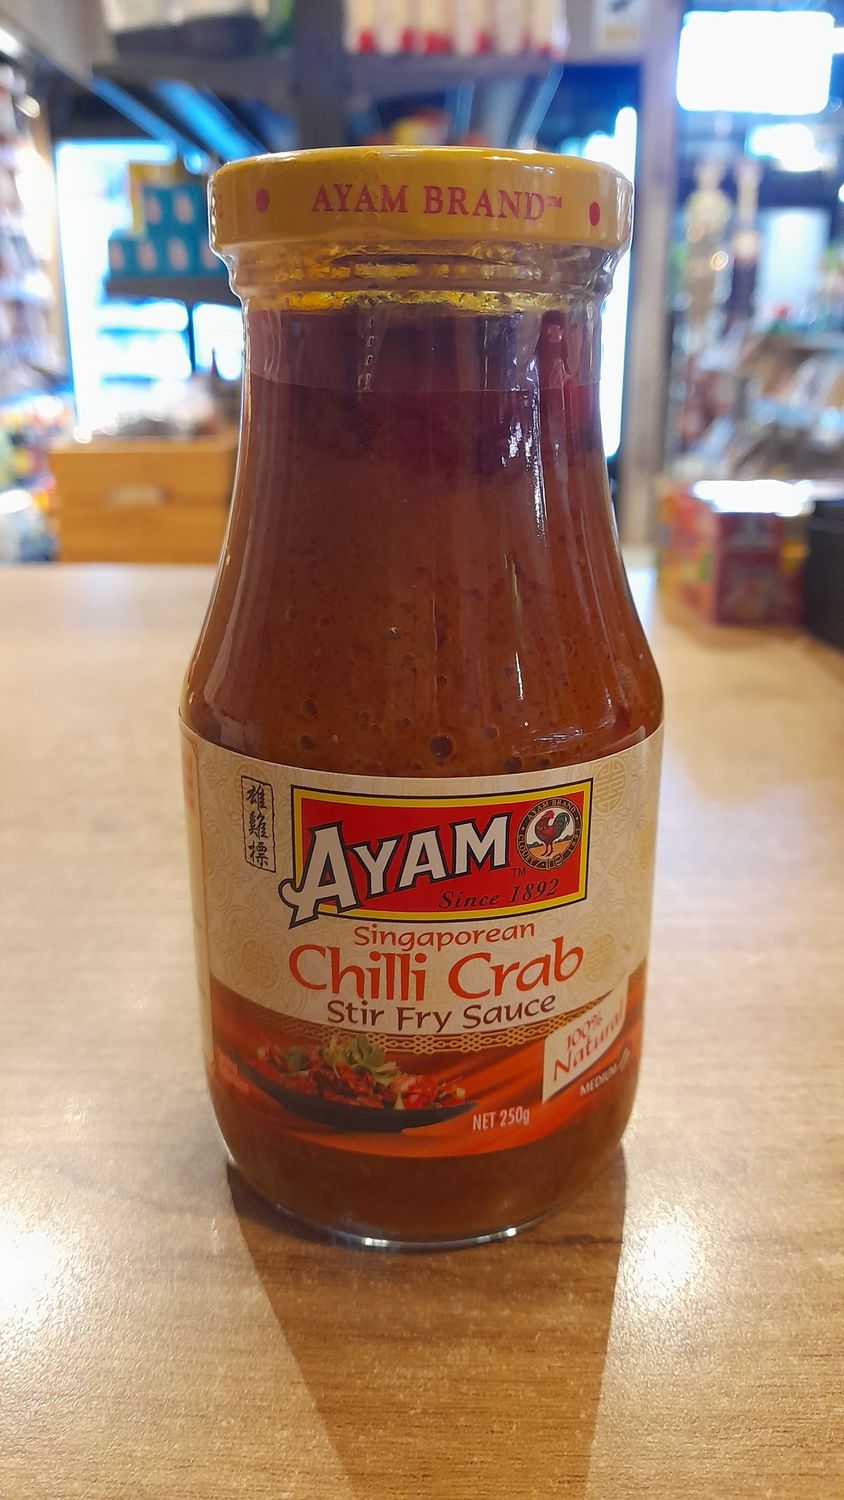 AYAM BRAND™
雄雞標
AYAM
TM
Since 1892
Singaporean
Chilli Crab
Stir Fry Sauce
100%
Natural
MEDIUM
NET 250g